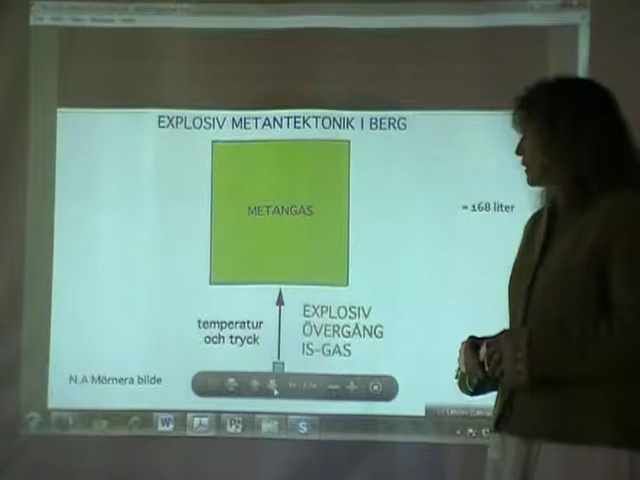 EXPLOSIV METANTEKTONIK I BERG
METANGAS
= 168 liter
temperatur
och tryck
EXPLOSIV
ÖVERGÅNG
IS-GAS
N.A Mörnera bilde
W
S